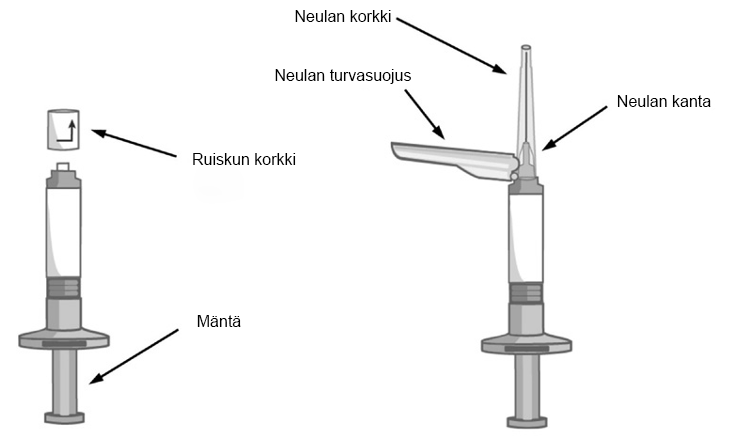 Neulan korkki
Neulan turvasuojus
Neulan kanta
Ruiskun korkki
Mäntä